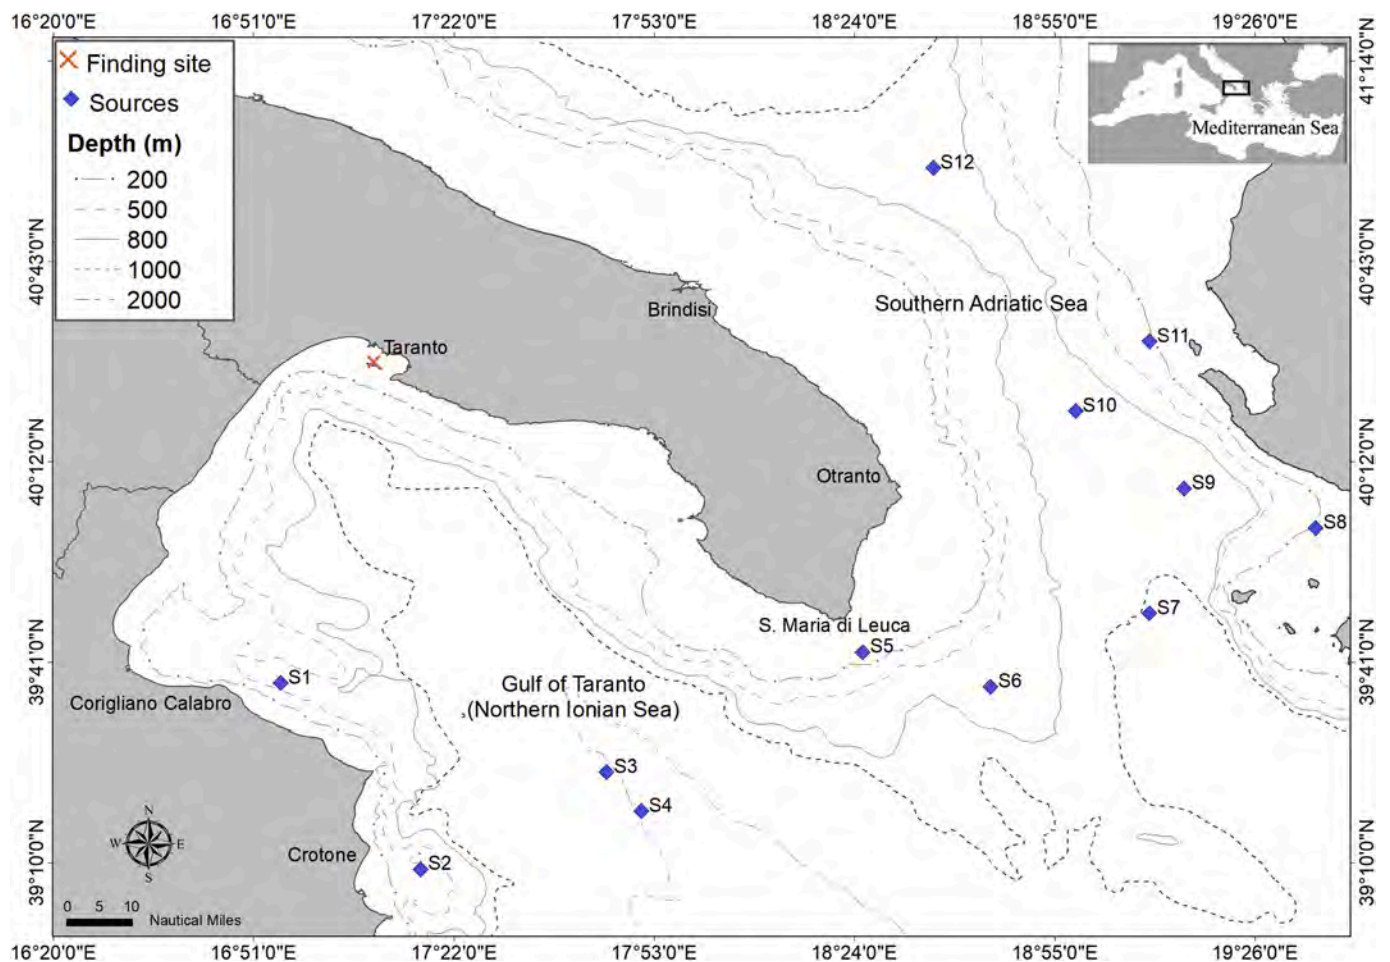 16°20'0"E 16°51'0"E 17°22'0"E 17°53'0"E 18°24'0"E 18°55'0"E 19°26'0"E
Finding site
Sources
Depth (m)
200
500
800
1000
2000
Mediterranean Sea
41°14'0"N
40°43'0"N
40°43'0"N
40°12'0"N
40°12'0"N
39°41'0"N
39°41'0"N
39°10'0"N
39°10'0"N
S12
Southern Adriatic Sea
Brindisi
Taranto
S11
S10
Otranto
S9
S8
S7
S. Maria di Leuca
S5
S6
S1
Gulf of Taranto
(Northern Ionian Sea)
Corigliano Calabro
S3
S4
N
W E
S
Crotone
S2
0 5 10
Nautical Miles
16°20'0"E 16°51'0"E 17°22'0"E 17°53'0"E 18°24'0"E 18°55'0"E 19°26'0"E